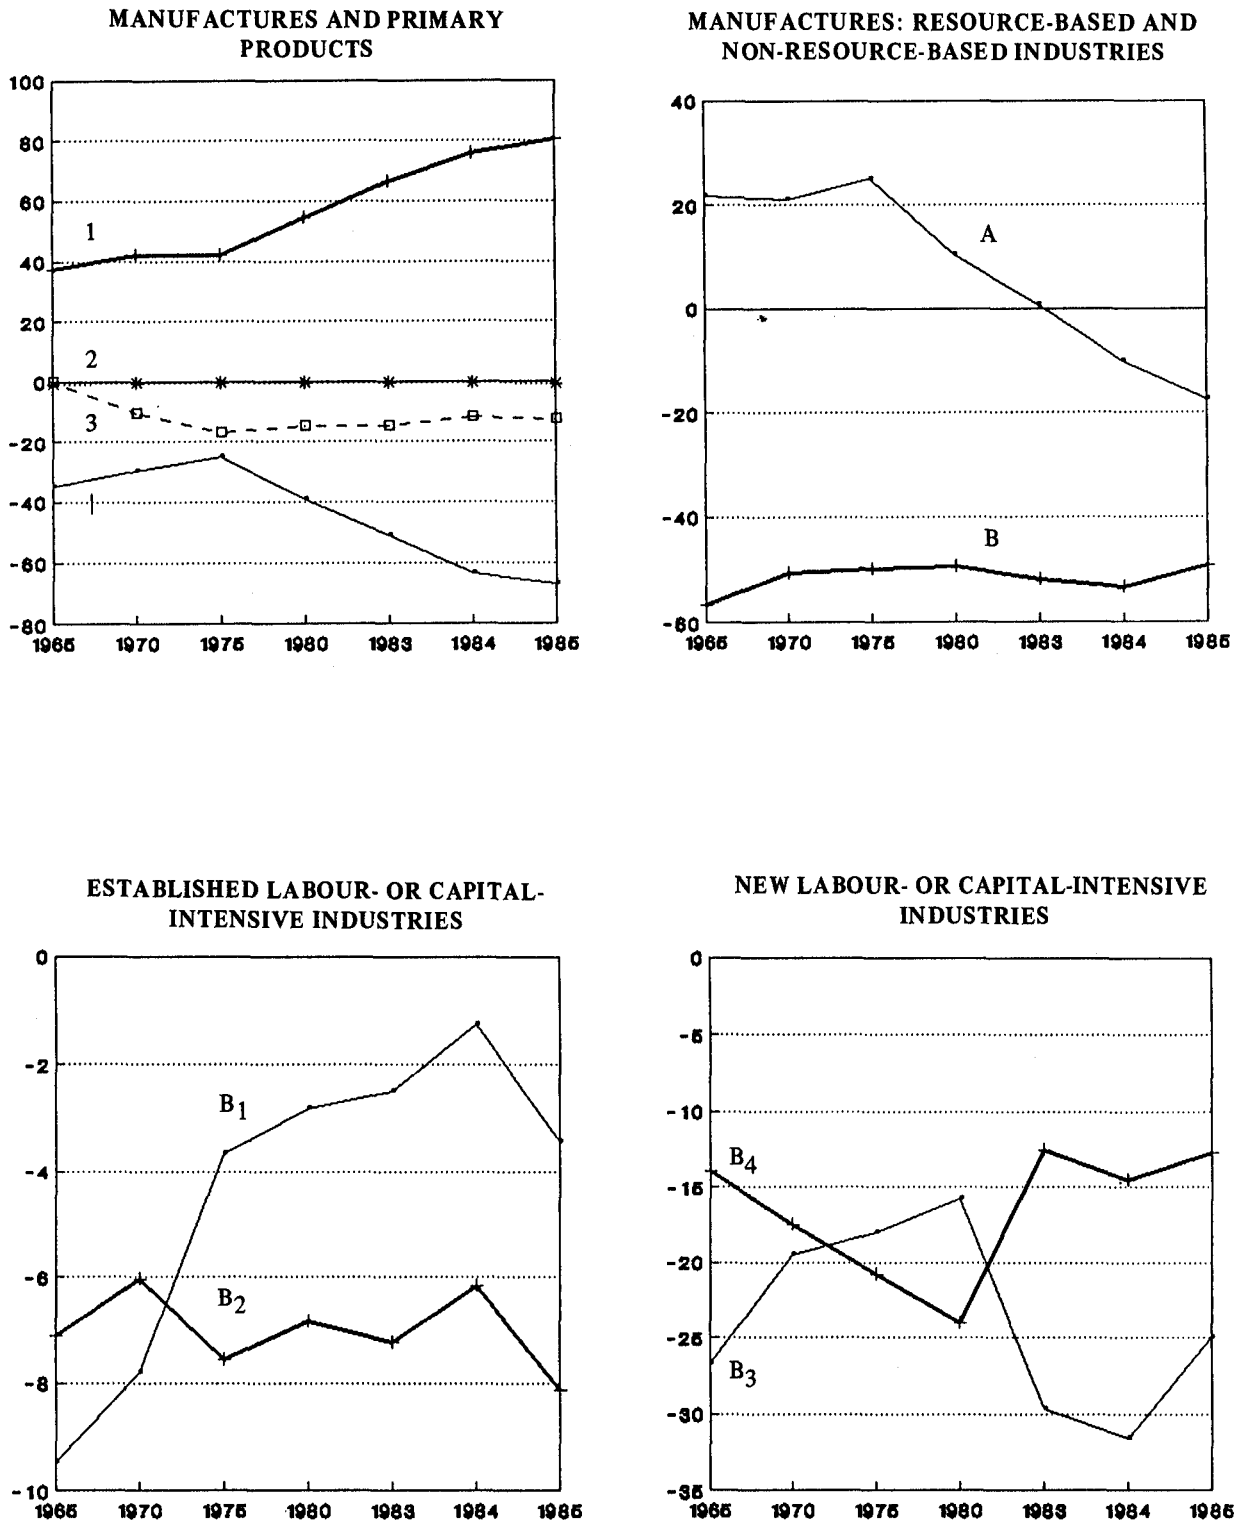 MANUFACTURES AND PRIMARY
PRODUCTS
100
80
60
40
20
0
-20
-40
-60
-80
1
2
3
1965 1970 1975 1980 1983 1984 1985
MANUFACTURES: RESOURCE-BASED AND
NON-RESOURCE-BASED INDUSTRIES
40
20
0
-20
-40
-60
A
B
1965 1970 1975 1980 1983 1984 1985
ESTABLISHED LABOUR- OR CAPITAL-
INTENSIVE INDUSTRIES
0
-2
-4
-6
-8
-10
B1
B2
1965 1970 1975 1980 1983 1984 1985
NEW LABOUR- OR CAPITAL-INTENSIVE
INDUSTRIES
0
-5
-10
-15
-20
-25
-30
-35
B4
B3
1965 1970 1975 1980 1983 1984 1985